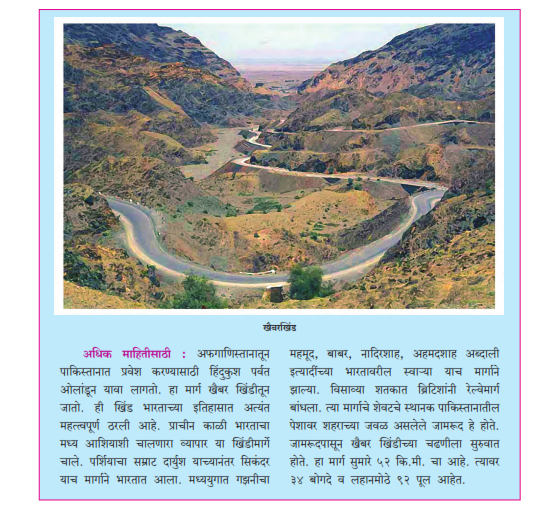 खैबरखिंड
अधिक माहितीसाठी : अफगाणिस्तानातून
पाकिस्तानात प्रवेश करण्यासाठी हिंदुकुश पर्वत
ओलांडून यावा लागतो. हा मार्ग खैबर खिंडीतून
जातो. ही खिंड भारताच्या इतिहासात अत्यंत
महत्त्वपूर्ण ठरली आहे. प्राचीन काळी भारताचा
मध्य आशियाशी चालणारा व्यापार या खिंडीमार्गे
चाले. पर्शियाचा सम्राट दार्युश याच्यानंतर सिकंदर
याच मार्गाने भारतात आला. मध्ययुगात गझनीचा
महमूद, बाबर, नादिरशाह, अहमदशाह अब्दाली
इत्यादींच्या भारतावरील स्वाऱ्या याच मार्गाने
झाल्या. विसाव्या शतकात ब्रिटिशांनी रेल्वेमार्ग
बांधला. त्या मार्गाचे शेवटचे स्थानक पाकिस्तानातील
पेशावर शहराच्या जवळ असलेले जामरूद हे होते.
जामरूदपासून खैबर खिंडीच्या चढणीला सुरुवात
होते. हा मार्ग सुमारे ५२ कि.मी. चा आहे. त्यावर
३४ बोगदे व लहानमोठे ९२ पूल आहेत.